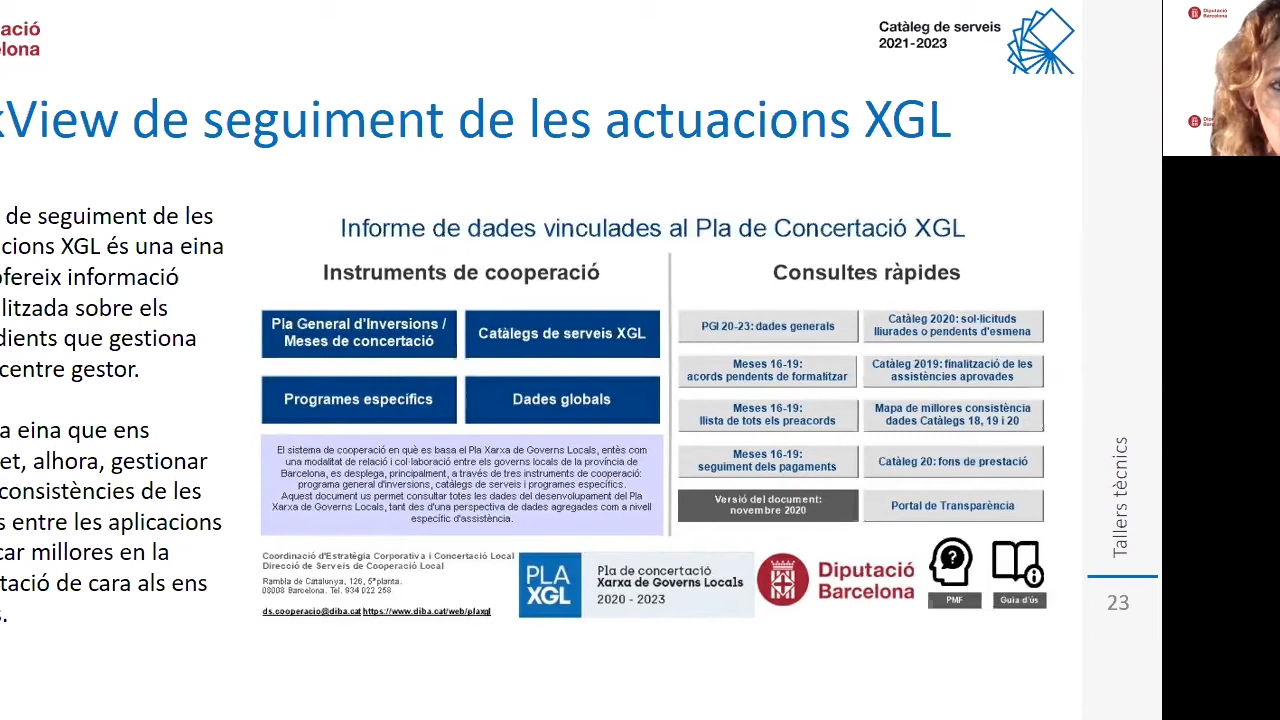 ació
elona
Catàleg de serveis
2021-2023
Diputació
Barcelona
View de seguiment de les actuacions XGL
de seguiment de les
cions XGL és una eina
ofereix informació
litzada sobre els
dients que gestiona
centre gestor.
a eina que ens
et, alhora, gestionar
consistències de les
s entre les aplicacions
car millores en la
tació de cara als ens
s.
Informe de dades vinculades al Pla de Concertació XGL
Instruments de cooperació
Pla General d'Inversions /
Meses de concertació
Catàlegs de serveis XGL
Programes específics
Dades globals
El sistema de cooperació en què es basa el Pla Xarxa de Governs Locals, entès com
una modalitat de relació i col·laboració entre els governs locals de la província de
Barcelona, es desplega, principalment, a través de tres instruments de cooperació:
programa general d'inversions, catàlegs de serveis i programes específics.
Aquest document us permet consultar totes les dades del desenvolupament del Pla
Xarxa de Governs Locals, tant des d'una perspectiva de dades agregades com a nivell
específic d'assistència.
Consultes ràpides
PGI 20-23: dades generals
Catàleg 2020: sol·licituds
lliurades o pendents d'esmena
Meses 16-19:
acords pendents de formalitzar
Catàleg 2019: finalització de les
assistències aprovades
Meses 16-19:
llista de tots els preacords
Mapa de millores consistència
dades Catàlegs 18, 19 i 20
Meses 16-19:
seguiment dels pagaments
Catàleg 20: fons de prestació
Versió del document:
novembre 2020
Portal de Transparència
Coordinació d'Estratègia Corporativa i Concertació Local
Direcció de Serveis de Cooperació Local
Rambla de Catalunya, 126, 5ª planta.
08008 Barcelona. Tel. 934 022 258
ds.cooperacio@diba.cat https://www.diba.cat/web/plaxgl
PLA
XGL
Pla de concertació
Xarxa de Governs Locals
2020 - 2023
Diputació
Barcelona
PMF
Guia d'ús
Tallers tècnics
23